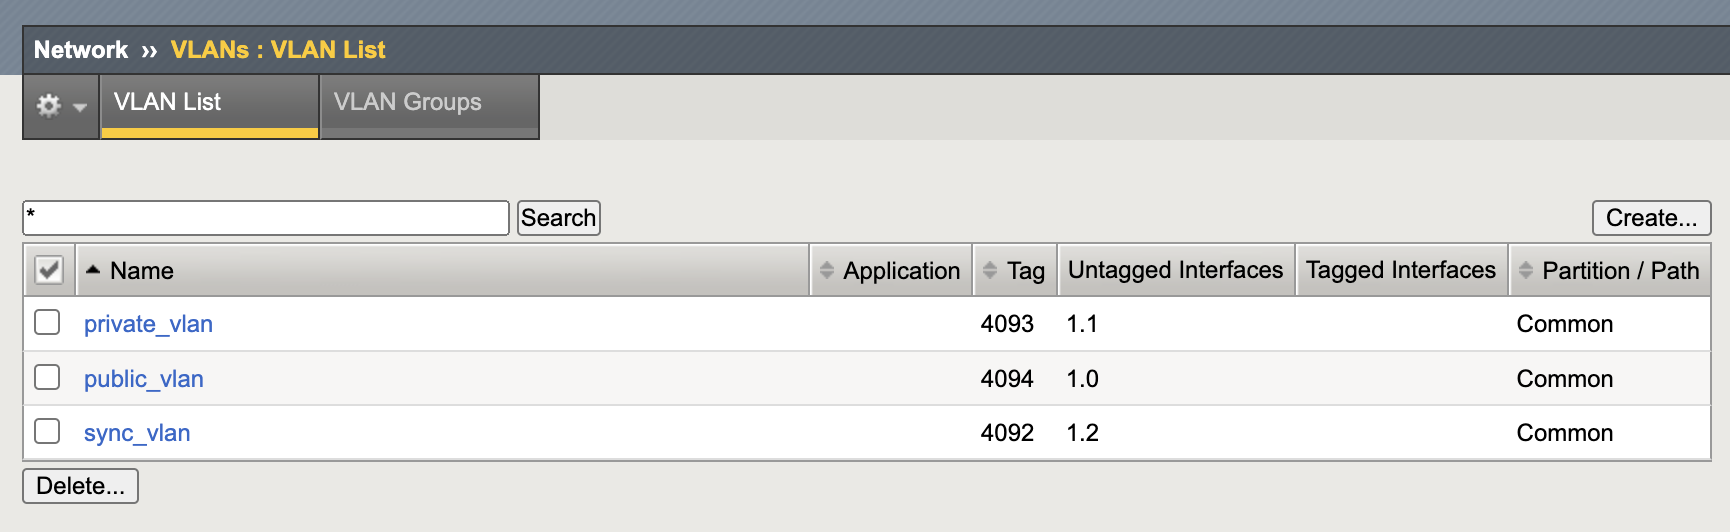 Network ›› VLANs : VLAN List
VLAN List VLAN Groups
* Search Create...
Name Application Tag Untagged Interfaces Tagged Interfaces Partition / Path
private_vlan 4093 1.1 Common
public_vlan 4094 1.0 Common
sync_vlan 4092 1.2 Common
Delete...